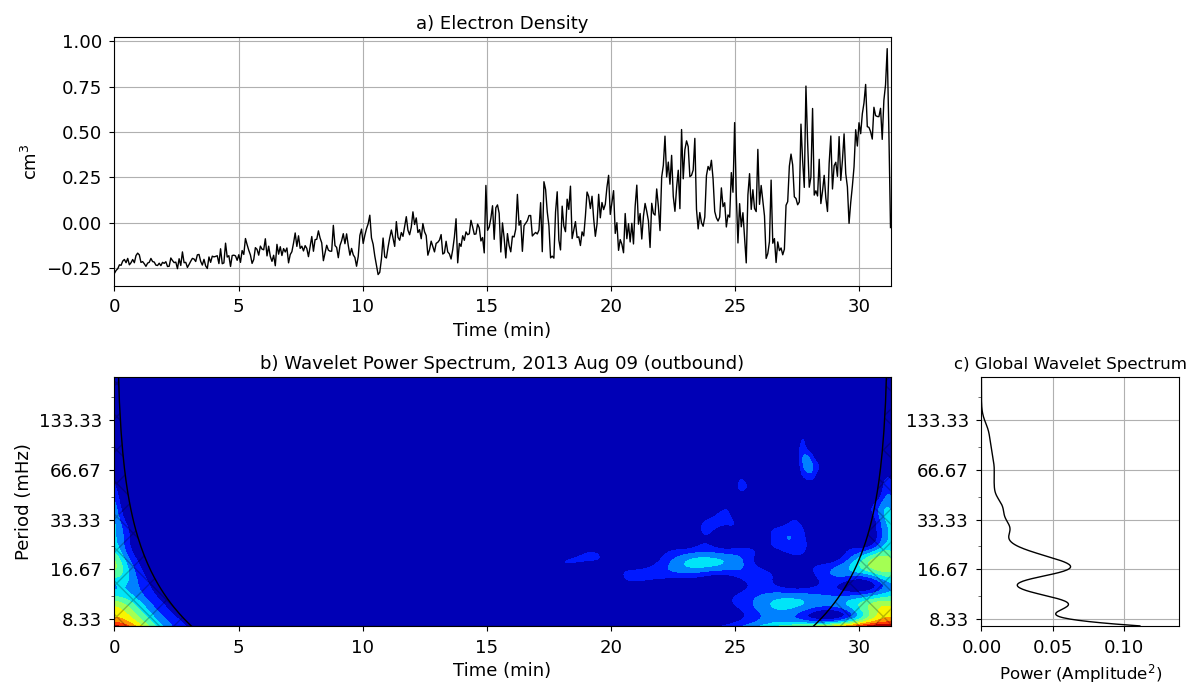 a) Electron Density
1.00
0.75
0.50
0.25
0.00
−0.25
cm³
0 5 10 15 20 25 30
Time (min)
b) Wavelet Power Spectrum, 2013 Aug 09 (outbound)
133.33
66.67
33.33
16.67
8.33
Period (mHz)
0 5 10 15 20 25 30
Time (min)
c) Global Wavelet Spectrum
133.33
66.67
33.33
16.67
8.33
0.00 0.05 0.10
Power (Amplitude²)